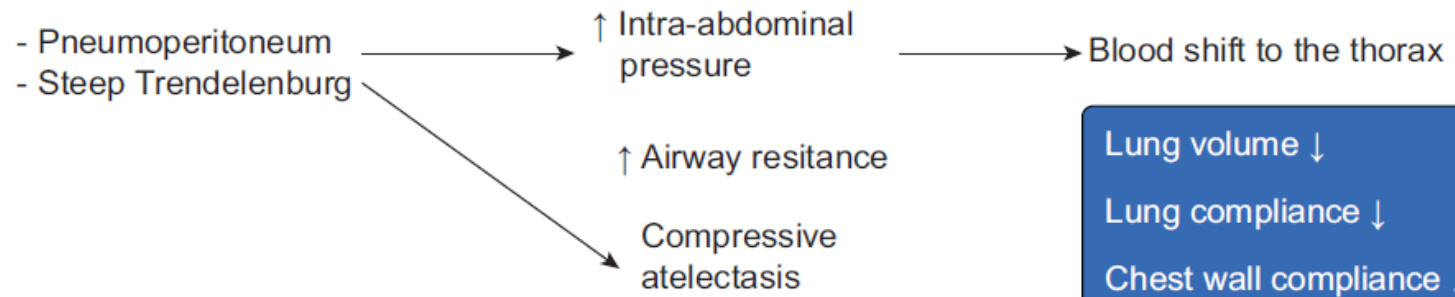 - Pneumoperitoneum
- Steep Trendelenburg
↑ Intra-abdominal
pressure
Blood shift to the thorax
↑ Airway resitance
Compressive
atelectasis
Lung volume ↓
Lung compliance ↓
Chest wall compliance